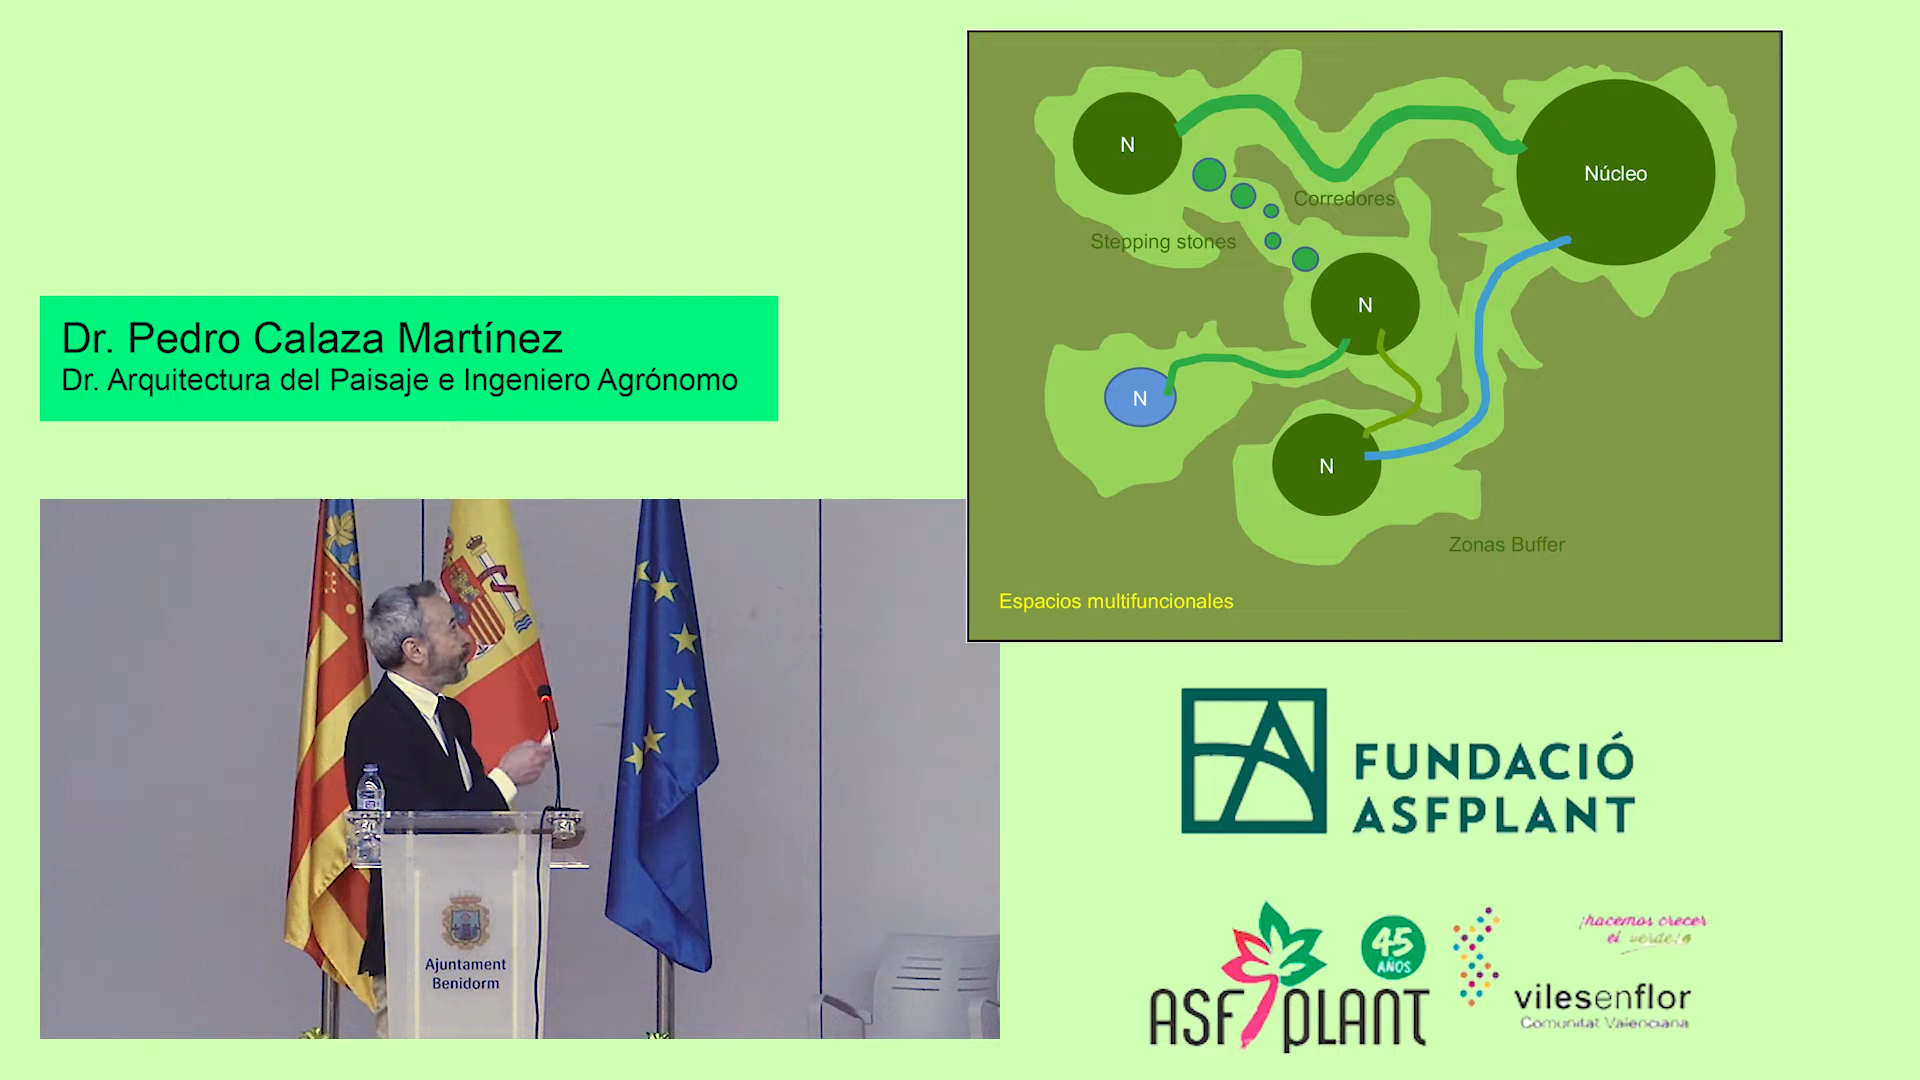 Dr. Pedro Calaza Martínez
Dr. Arquitectura del Paisaje e Ingeniero Agrónomo
N
Núcleo
Corredores
Stepping stones
N
N
N
Zonas Buffer
Espacios multifuncionales
Ajuntament
Benidorm
FUNDACIÓ
ASFPLANT
45
AÑOS
ASFPLANT
¡hacemos crecer
el verde!
vilesenflor
Comunitat Valenciana